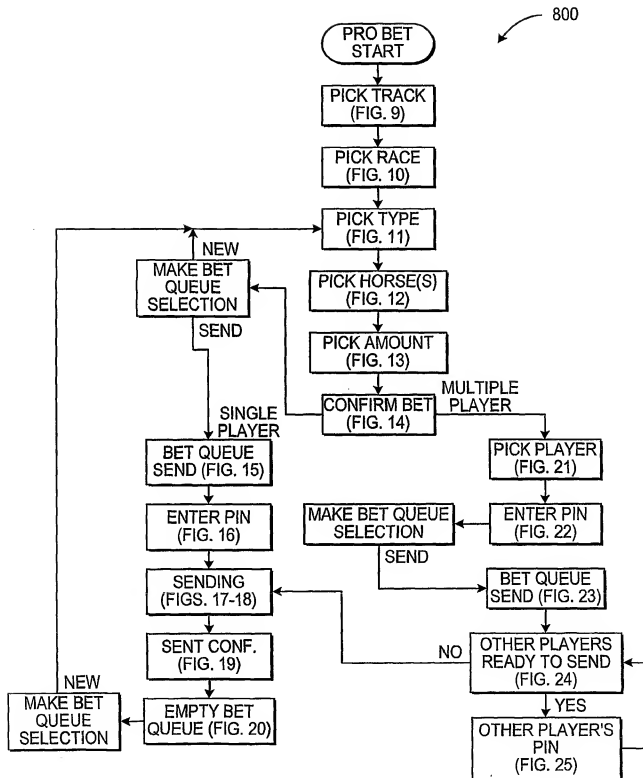 800
PRO BET
START
PICK TRACK
(FIG. 9)
PICK RACE
(FIG. 10)
PICK TYPE
(FIG. 11)
NEW
MAKE BET
QUEUE
SELECTION
SEND
PICK HORSE(S)
(FIG. 12)
PICK AMOUNT
(FIG. 13)
CONFIRM BET
(FIG. 14)
MULTIPLE
PLAYER
SINGLE
PLAYER
BET QUEUE
SEND (FIG. 15)
PICK PLAYER
(FIG. 21)
ENTER PIN
(FIG. 16)
MAKE BET QUEUE
SELECTION
ENTER PIN
(FIG. 22)
SEND
SENDING
(FIGS. 17-18)
BET QUEUE
SEND (FIG. 23)
SENT CONF.
(FIG. 19)
NO
OTHER PLAYERS
READY TO SEND
(FIG. 24)
NEW
MAKE BET
QUEUE
SELECTION
EMPTY BET
QUEUE (FIG. 20)
YES
OTHER PLAYER'S
PIN
(FIG. 25)